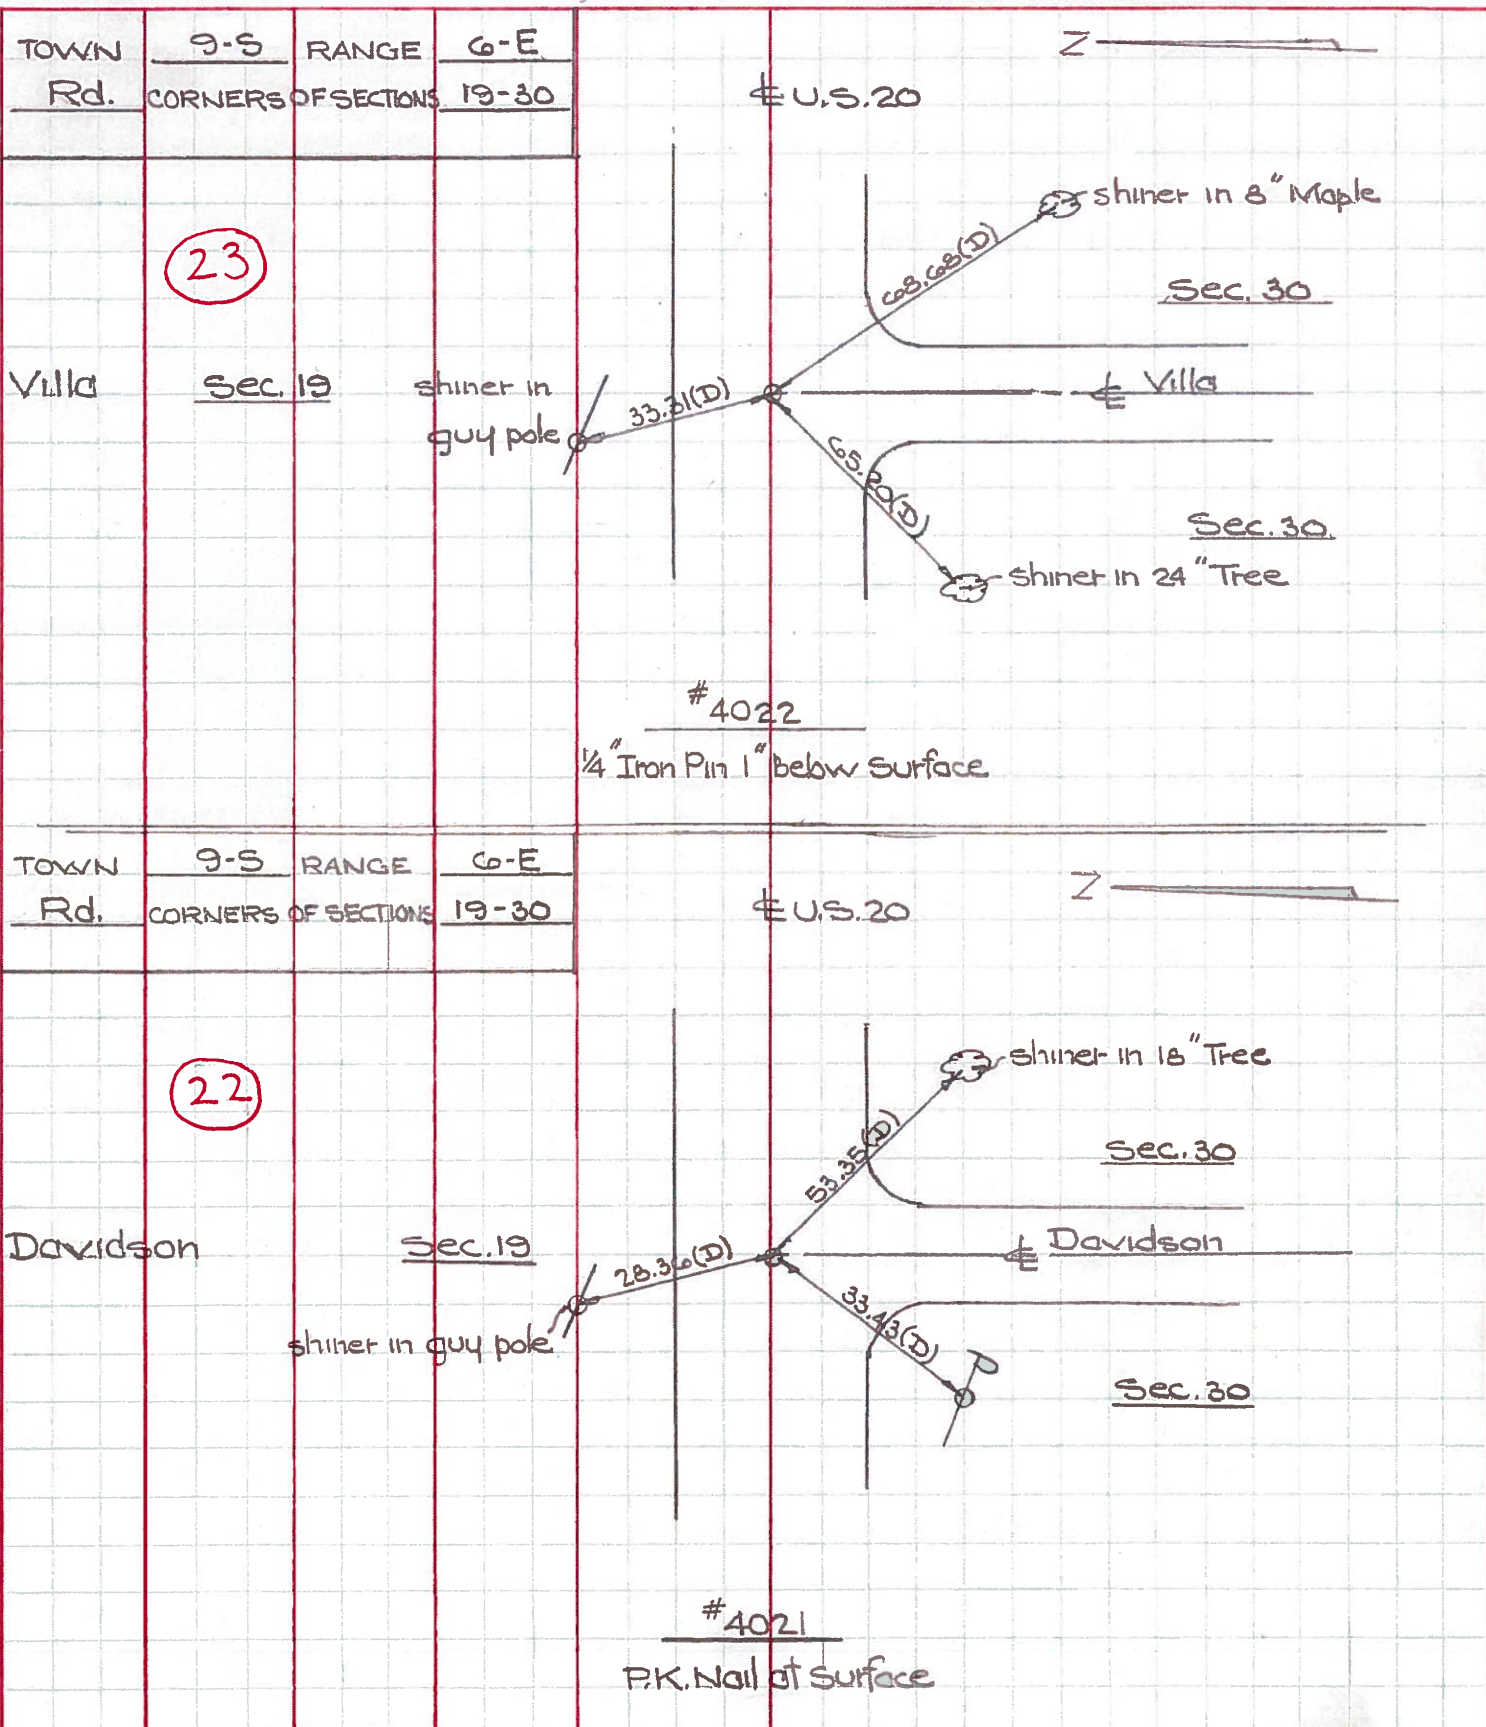 TOWN 9-S RANGE 6-E
Rd. CORNERS OF SECTIONS 19-30
Z
℄ U.S.20
23
shiner in 8" Maple
68.68(D)
Sec. 30
Villa
Sec. 19
shiner in
guy pole
33.31(D)
℄ Villa
65.20(D)
Sec. 30.
shiner in 24" Tree
#4022
1/4" Iron Pin 1" below Surface
TOWN 9-S RANGE 6-E
Rd. CORNERS OF SECTIONS 19-30
Z
℄ U.S.20
22
shiner in 18" Tree
53.35(D)
Sec. 30
Davidson
Sec. 19
28.36(D)
℄ Davidson
shiner in guy pole
33.43(D)
Sec. 30
#4021
P.K. Nail at Surface